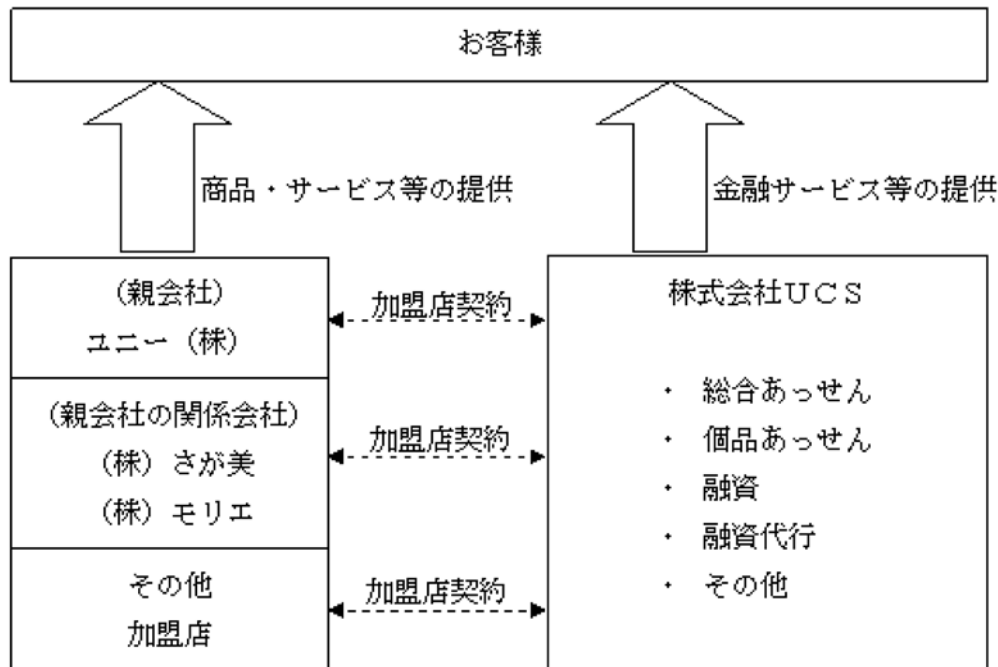 お客様
商品・サービス等の提供
金融サービス等の提供
(親会社)
ユニー(株)
加盟店契約
(親会社の関係会社)
(株)さが美
(株)モリエ
加盟店契約
その他
加盟店
加盟店契約
株式会社UCS
・ 総合あっせん
・ 個品あっせん
・ 融資
・ 融資代行
・ その他